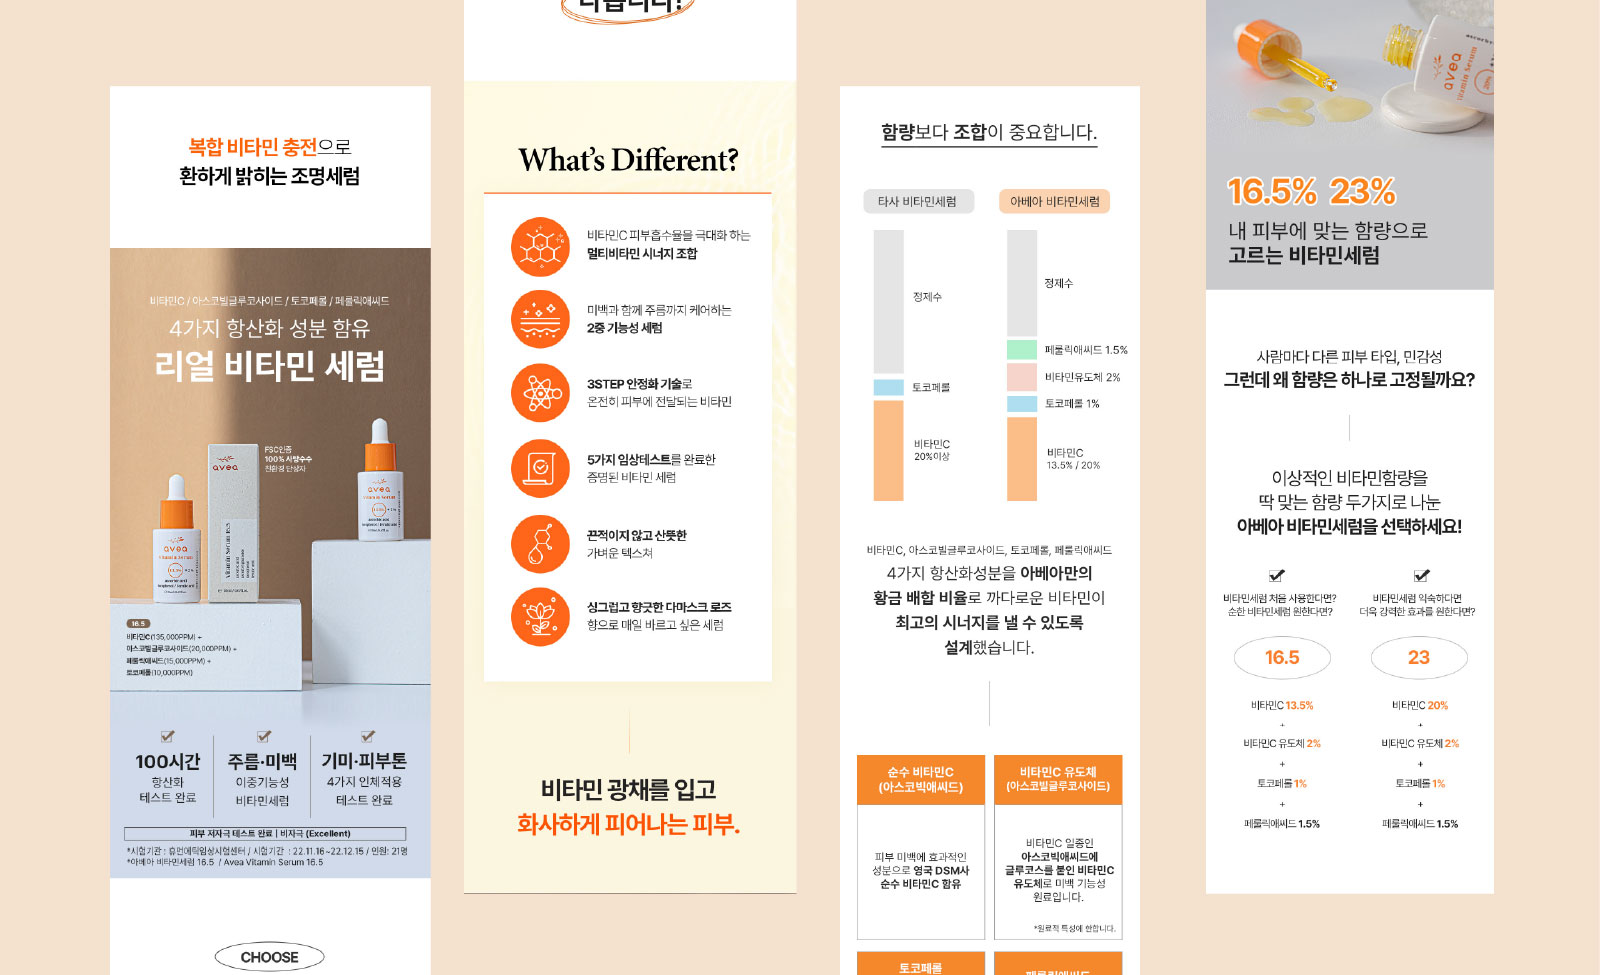 복합 비타민 충전으로
환하게 밝히는 조명세럼
비타민C / 아스코빌글루코사이드 / 토코페롤 / 페룰릭애씨드
4가지 항산화 성분 함유
리얼 비타민 세럼
FSC인증
100% 사탕수수
친환경 단상자
avea
avea
vitamin Serum
avea
vitamin Serum
16.5
비타민C(135,000PPM) +
아스코빌글루코사이드(20,000PPM) +
페룰릭애씨드(15,000PPM) +
토코페롤(10,000PPM)
100시간
항산화
테스트 완료
주름·미백
이중기능성
비타민세럼
기미·피부톤
4가지 인체적용
테스트 완료
피부 저자극 테스트 완료 | 비자극 (Excellent)
*시험기관 : 휴먼에릭임상시험센터 / 시험기간 : 22.11.16~22.12.15 / 인원: 21명
*아베아 비타민세럼 16.5 / Avea Vitamin Serum 16.5
CHOOSE
다릅니다!
What's Different?
비타민C 피부흡수율을 극대화 하는
멀티비타민 시너지 조합
미백과 함께 주름까지 케어하는
2중 기능성 세럼
3STEP 안정화 기술로
온전히 피부에 전달되는 비타민
5가지 임상테스트를 완료한
증명된 비타민 세럼
끈적이지 않고 산뜻한
가벼운 텍스쳐
싱그럽고 향긋한 다마스크 로즈
향으로 매일 바르고 싶은 세럼
비타민 광채를 입고
화사하게 피어나는 피부.
함량보다 조합이 중요합니다.
타사 비타민세럼
아베아 비타민세럼
정제수
토코페롤
비타민C
20%이상
정제수
페룰릭애씨드 1.5%
비타민유도체 2%
토코페롤 1%
비타민C
13.5% / 20%
비타민C, 아스코빌글루코사이드, 토코페롤, 페룰릭애씨드
4가지 항산화성분을 아베아만의
황금 배합 비율로 까다로운 비타민이
최고의 시너지를 낼 수 있도록
설계했습니다.
순수 비타민C
(아스코빅애씨드)
피부 미백에 효과적인
성분으로 영국 DSM사
순수 비타민C 함유
비타민C 유도체
(아스코빌글루코사이드)
비타민C 일종인
아스코빅애씨드에
글루코스를 붙인 비타민C
유도체로 미백 기능성
원료입니다.
*원료적 특성에 한합니다.
토코페롤
페룰릭애씨드
avea
Vitamin Serum
16.5% 23%
내 피부에 맞는 함량으로
고르는 비타민세럼
사람마다 다른 피부 타입, 민감성
그런데 왜 함량은 하나로 고정될까요?
이상적인 비타민함량을
딱 맞는 함량 두가지로 나눈
아베아 비타민세럼을 선택하세요!
비타민세럼 처음 사용한다면?
순한 비타민세럼 원한다면?
16.5
비타민C 13.5%
+
비타민C 유도체 2%
+
토코페롤 1%
+
페룰릭애씨드 1.5%
비타민세럼 익숙하다면
더욱 강력한 효과를 원한다면?
23
비타민C 20%
+
비타민C 유도체 2%
+
토코페롤 1%
+
페룰릭애씨드 1.5%